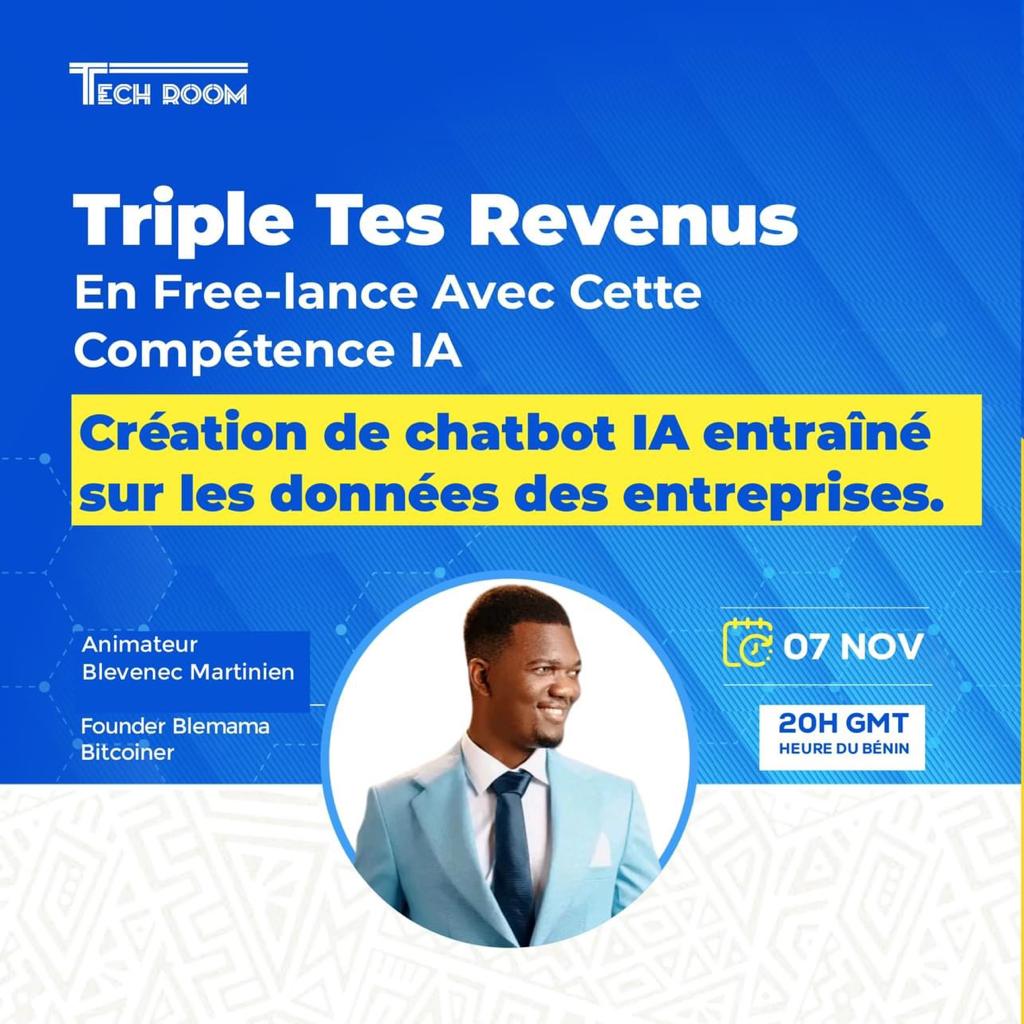 TECH ROOM
Triple Tes Revenus
En Free-lance Avec Cette
Compétence IA
Création de chatbot IA entraîné
sur les données des entreprises.
Animateur
Blevenec Martinien
Founder Blemama
Bitcoiner
07 NOV
20H GMT
HEURE DU BÉNIN